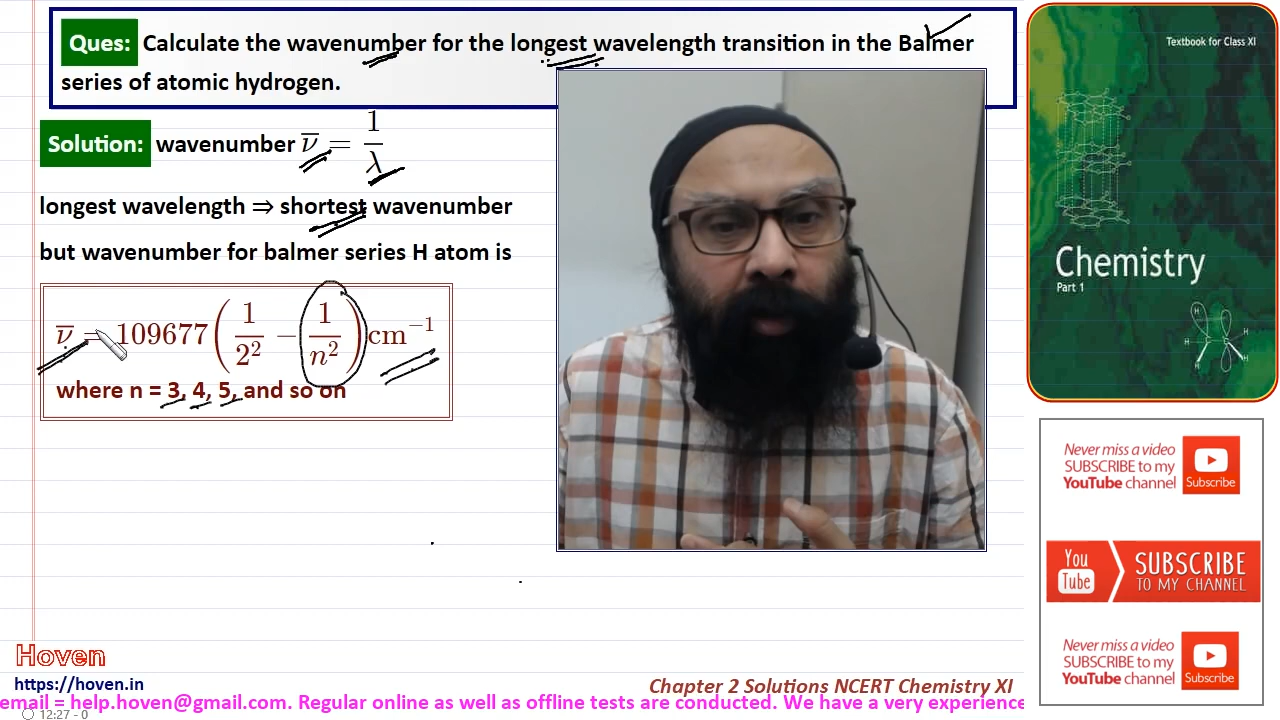 Ques: Calculate the wavenumber for the longest wavelength transition in the Balmer
series of atomic hydrogen.
Solution: wavenumber ν̅ = 1/λ
longest wavelength ⇒ shortest wavenumber
but wavenumber for balmer series H atom is
ν̅ = 109677(1/2² − 1/n²)cm⁻¹
where n = 3, 4, 5, and so on
Hoven
https://hoven.in
Chapter 2 Solutions NCERT Chemistry XI
email = help.hoven@gmail.com. Regular online as well as offline tests are conducted. We have a very experience
12:27 - 0
Textbook for Class XI
Chemistry
Part 1
H
H
C
C
H
H
Never miss a video
SUBSCRIBE to my
YouTube channel
Subscribe
You
Tube
SUBSCRIBE
TO MY CHANNEL
Never miss a video
SUBSCRIBE to my
YouTube channel
Subscribe